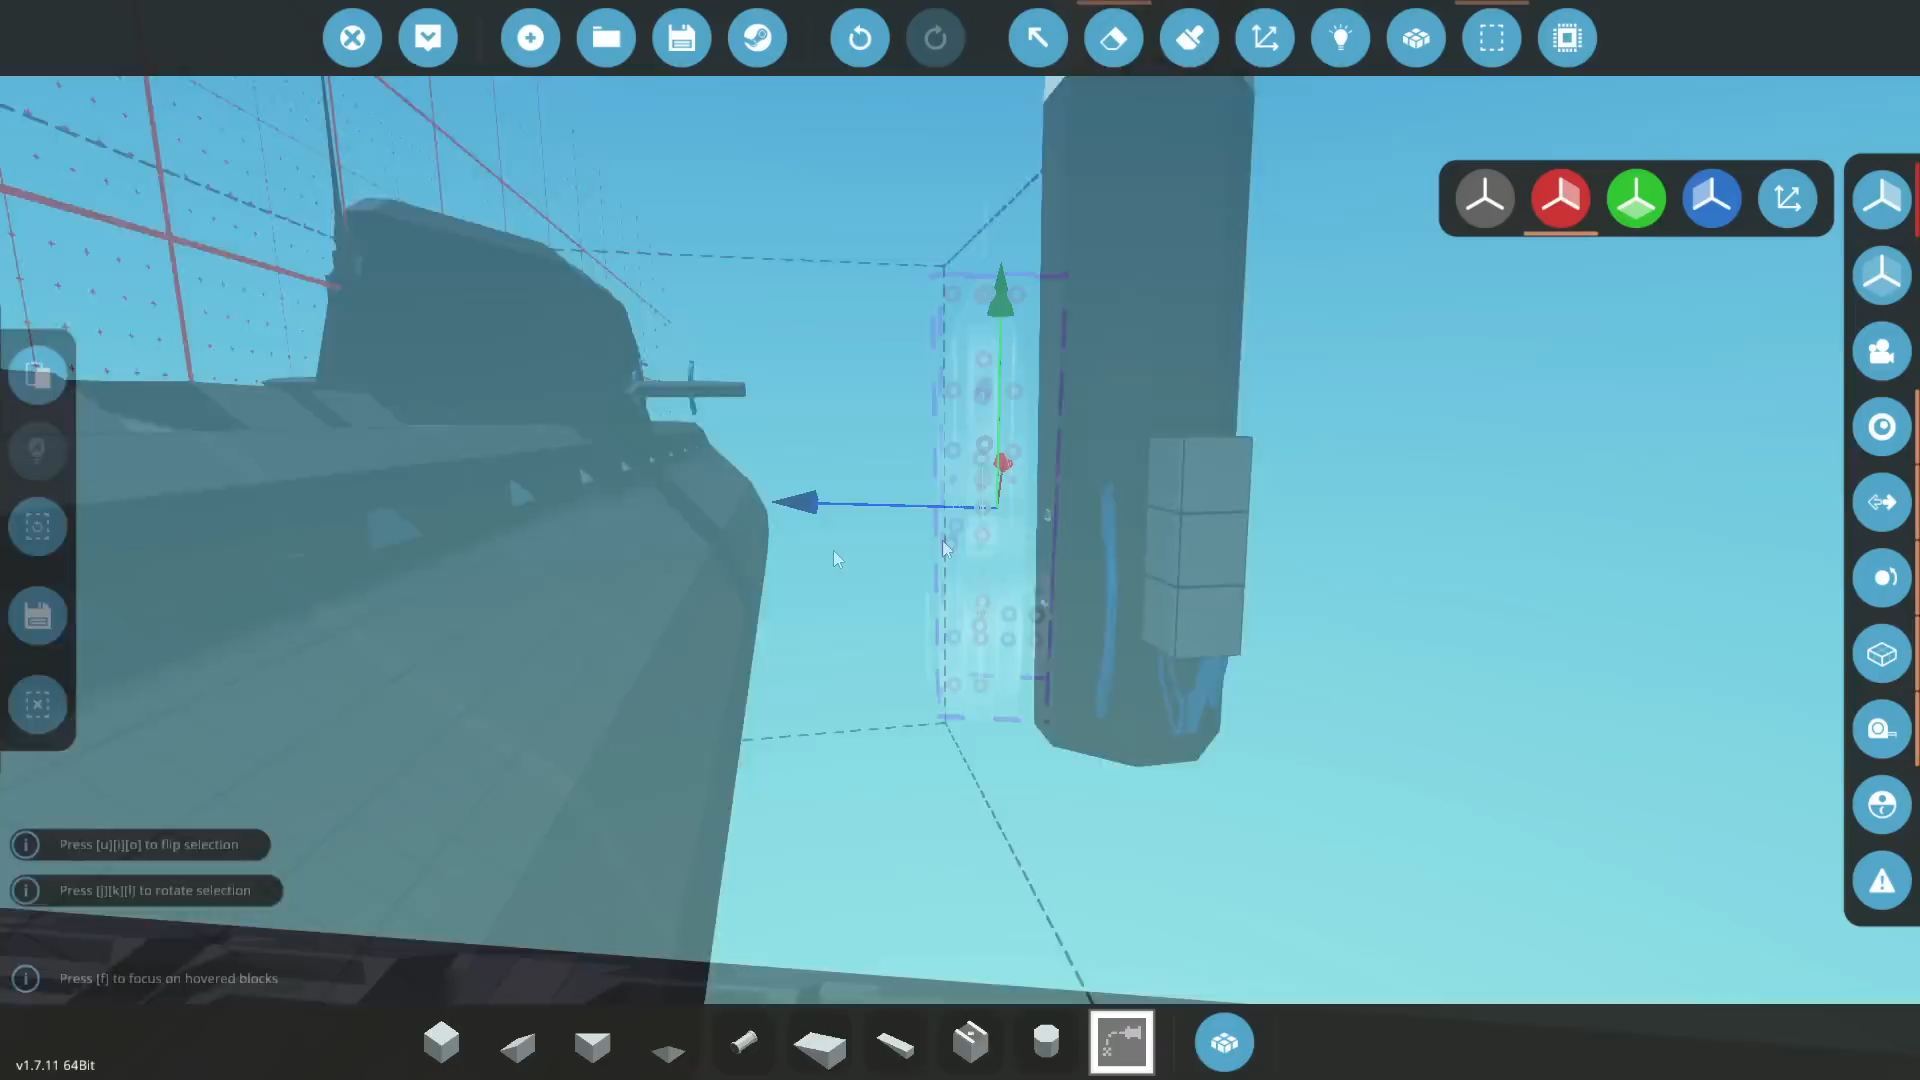 Press [u][i][o] to flip selection
Press [j][k][l] to rotate selection
Press [f] to focus on hovered blocks
v1.7.11 64Bit